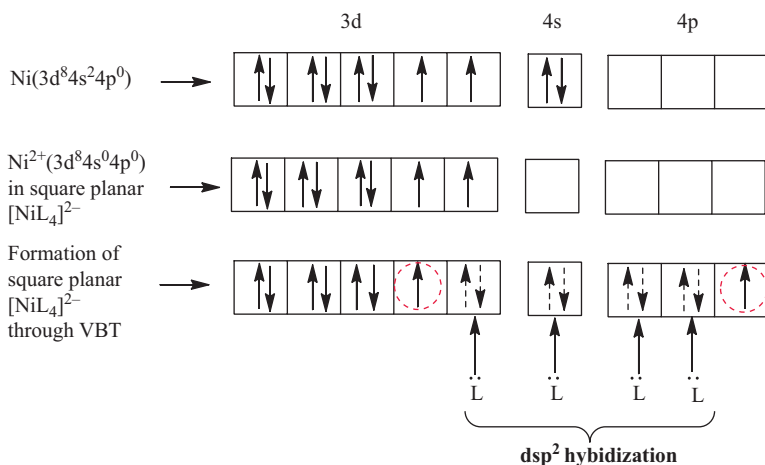 3d 4s 4p
Ni(3d⁸4s²4p⁰)
Ni²⁺(3d⁸4s⁰4p⁰)
in square planar
[NiL₄]²⁻
Formation of
square planar
[NiL₄]²⁻
through VBT
L̈ L̈ L̈ L̈
dsp² hybidization